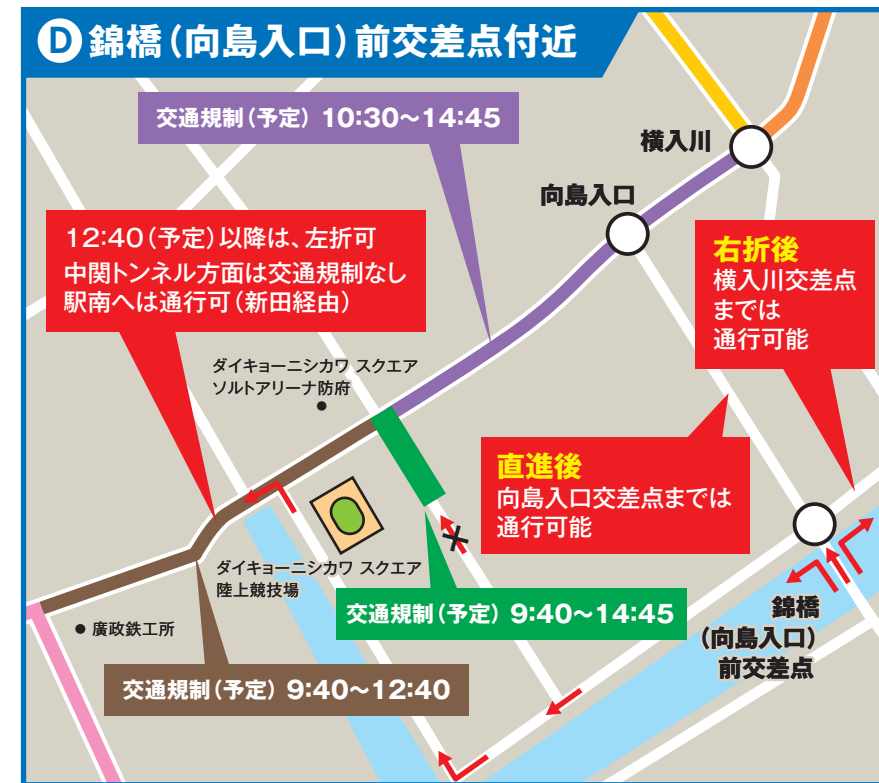 D 錦橋(向島入口)前交差点付近
交通規制(予定) 10:30〜14:45
横入川
向島入口
12:40(予定)以降は、左折可
中関トンネル方面は交通規制なし
駅南へは通行可(新田経由)
右折後
横入川交差点
までは
通行可能
ダイキョーニシカワ スクエア
ソルトアリーナ防府
直進後
向島入口交差点までは
通行可能
ダイキョーニシカワ スクエア
陸上競技場
交通規制(予定) 9:40〜14:45
錦橋
(向島入口)
前交差点
廣政鉄工所
交通規制(予定) 9:40〜12:40